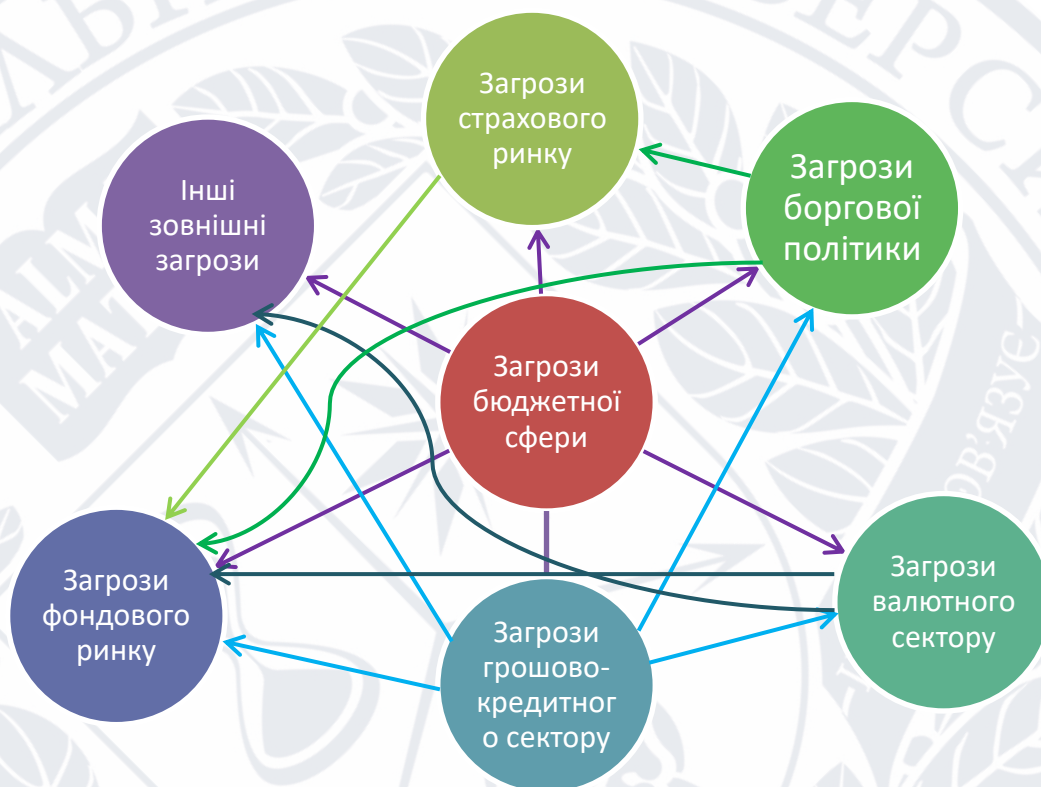 Загрози
страхового
ринку
Загрози
боргової
політики
Інші
зовнішні
загрози
Загрози
бюджетної
сфери
Загрози
валютного
сектору
Загрози
фондового
ринку
Загрози
грошово-
кредитног
о сектору